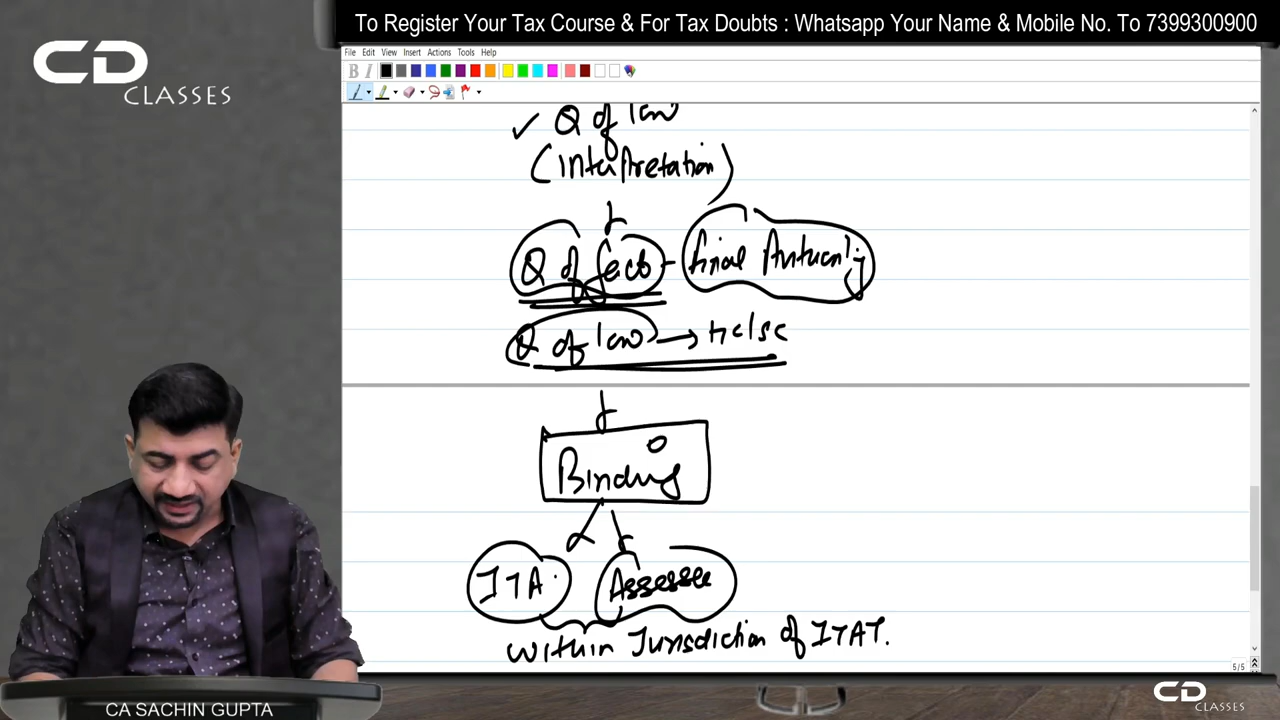 To Register Your Tax Course & For Tax Doubts : Whatsapp Your Name & Mobile No. To 7399300900
CD
CLASSES
File Edit View Insert Actions Tools Help
B I
✓ Q of law
(Interpretation)
Q of fact - final Authority
Q of law →
Binding
ITA Assessee
within Jurisdiction of ITAT.
5/5
CA SACHIN GUPTA
CD
CLASSES